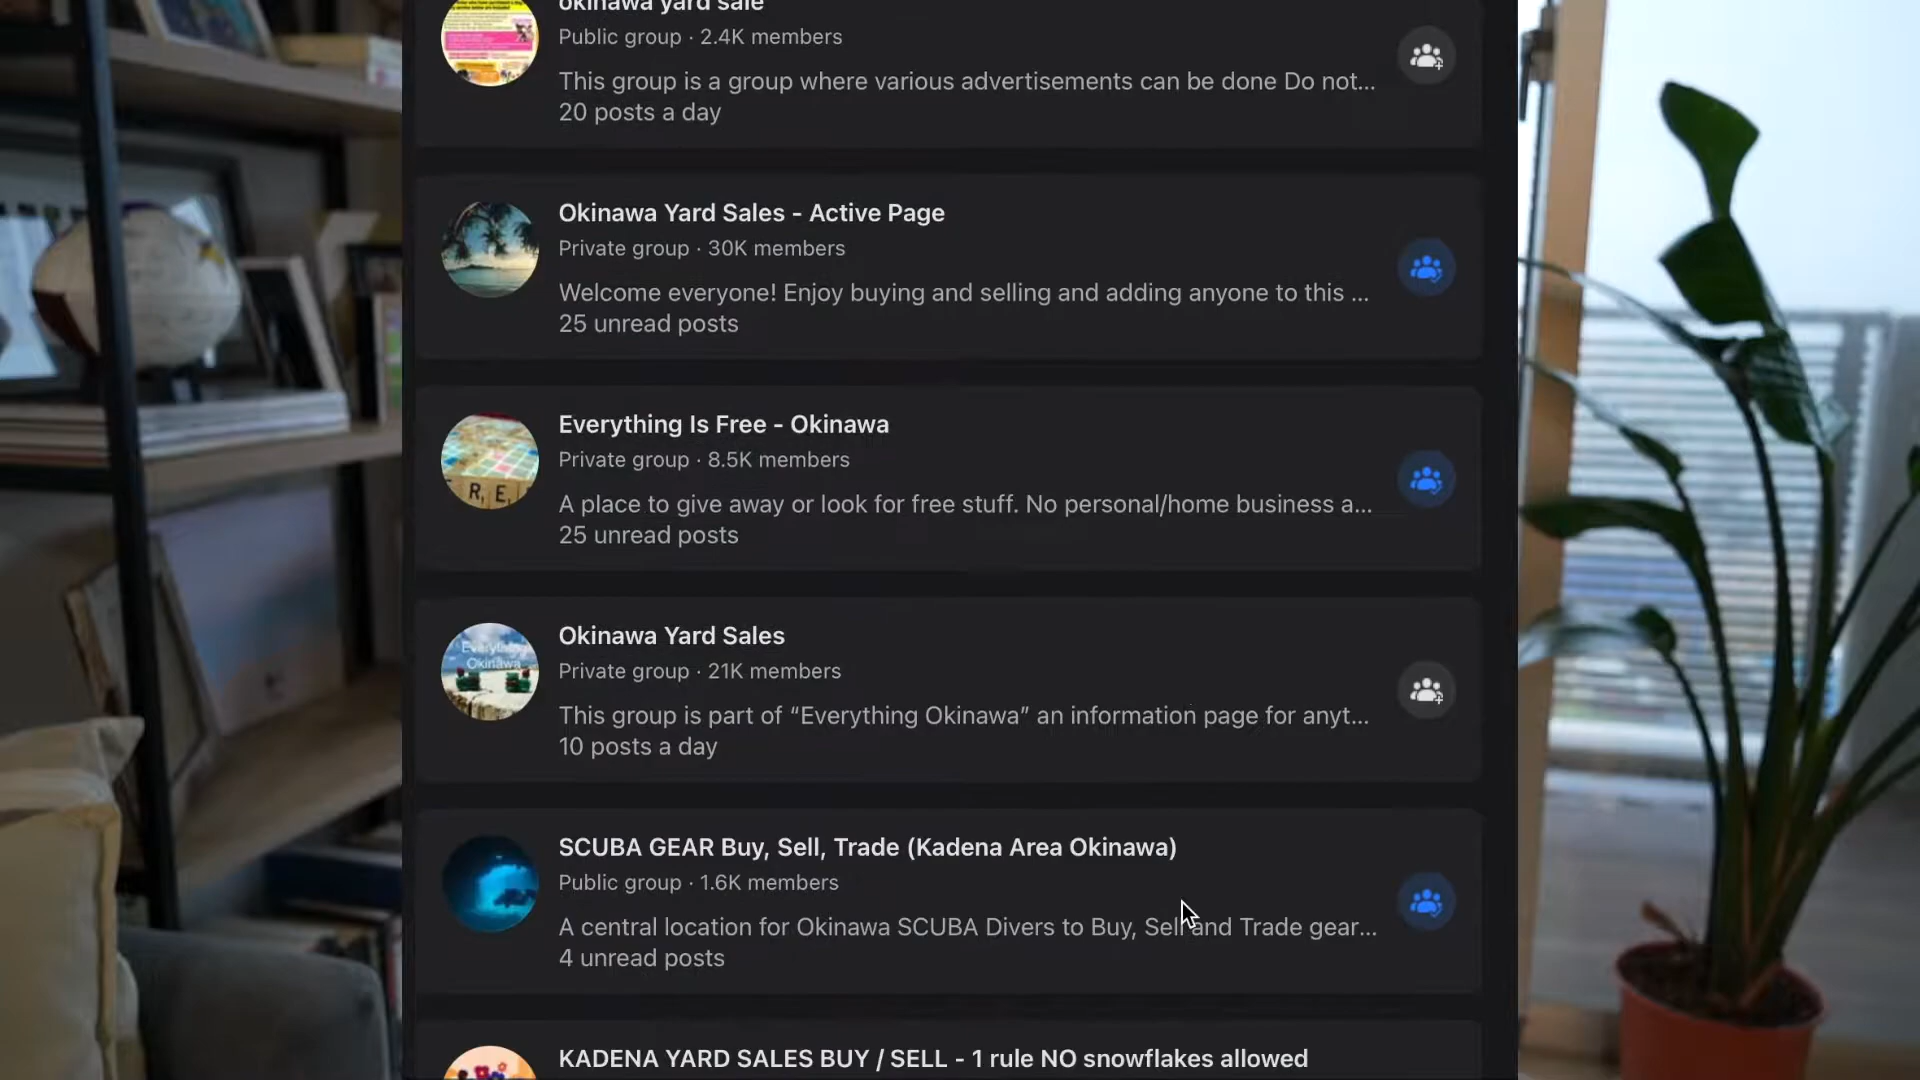 okinawa yard sale
Public group · 2.4K members
This group is a group where various advertisements can be done Do not...
20 posts a day
Okinawa Yard Sales - Active Page
Private group · 30K members
Welcome everyone! Enjoy buying and selling and adding anyone to this ...
25 unread posts
Everything Is Free - Okinawa
Private group · 8.5K members
A place to give away or look for free stuff. No personal/home business a...
25 unread posts
R E
Okinawa Yard Sales
Private group · 21K members
Everything
Okinawa
This group is part of “Everything Okinawa” an information page for anyt...
10 posts a day
SCUBA GEAR Buy, Sell, Trade (Kadena Area Okinawa)
Public group · 1.6K members
A central location for Okinawa SCUBA Divers to Buy, Sell and Trade gear...
4 unread posts
KADENA YARD SALES BUY / SELL - 1 rule NO snowflakes allowed